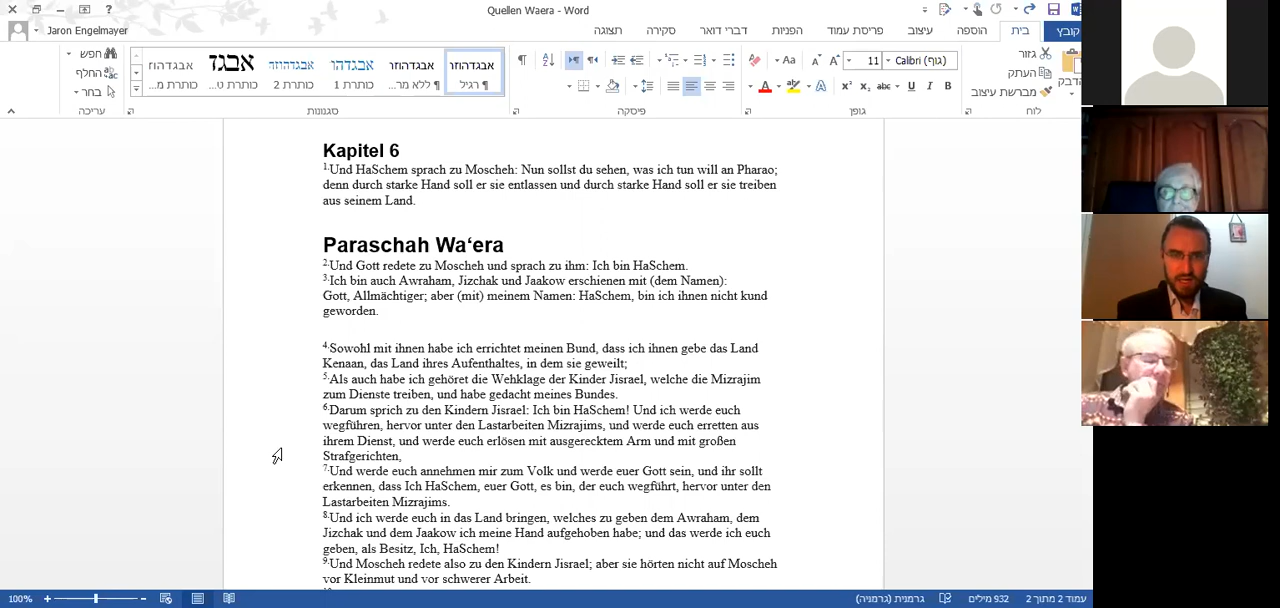 Quellen Waera - Word
Jaron Engelmayer
קובץ
בית
הוספה
עיצוב
פריסת עמוד
הפניות
דברי דואר
סקירה
תצוגה
גזור
העתק
מברשת עיצוב
הדבק
לוח
Calibri (גוף)
11
Aa
B I U abc x₂ x²
גופן
פיסקה
אבגדהוזר
רגיל
אבגדהוזר
ללא מר...
אבגדהו
כותרת 1
אבגדהוזו
כותרת 2
אבגד
כותרת ט...
אבגדהוזר
כותרת מ...
סגנונות
חפש
החלף
בחר
עריכה
Kapitel 6
1.Und HaSchem sprach zu Moscheh: Nun sollst du sehen, was ich tun will an Pharao;
denn durch starke Hand soll er sie entlassen und durch starke Hand soll er sie treiben
aus seinem Land.
Paraschah Wa‘era
2.Und Gott redete zu Moscheh und sprach zu ihm: Ich bin HaSchem.
3.Ich bin auch Awraham, Jizchak und Jaakow erschienen mit (dem Namen):
Gott, Allmächtiger; aber (mit) meinem Namen: HaSchem, bin ich ihnen nicht kund
geworden.
4.Sowohl mit ihnen habe ich errichtet meinen Bund, dass ich ihnen gebe das Land
Kenaan, das Land ihres Aufenthaltes, in dem sie geweilt;
5.Als auch habe ich gehöret die Wehklage der Kinder Jisrael, welche die Mizrajim
zum Dienste treiben, und habe gedacht meines Bundes.
6.Darum sprich zu den Kindern Jisrael: Ich bin HaSchem! Und ich werde euch
wegführen, hervor unter den Lastarbeiten Mizrajims, und werde euch erretten aus
ihrem Dienst, und werde euch erlösen mit ausgerecktem Arm und mit großen
Strafgerichten,
7.Und werde euch annehmen mir zum Volk und werde euer Gott sein, und ihr sollt
erkennen, dass Ich HaSchem, euer Gott, es bin, der euch wegführt, hervor unter den
Lastarbeiten Mizrajims.
8.Und ich werde euch in das Land bringen, welches zu geben dem Awraham, dem
Jizchak und dem Jaakow ich meine Hand aufgehoben habe; und das werde ich euch
geben, als Besitz, Ich, HaSchem!
9.Und Moscheh redete also zu den Kindern Jisrael; aber sie hörten nicht auf Moscheh
vor Kleinmut und vor schwerer Arbeit.
100%
גרמנית (גרמניה)
932 מילים
עמוד 2 מתוך 2